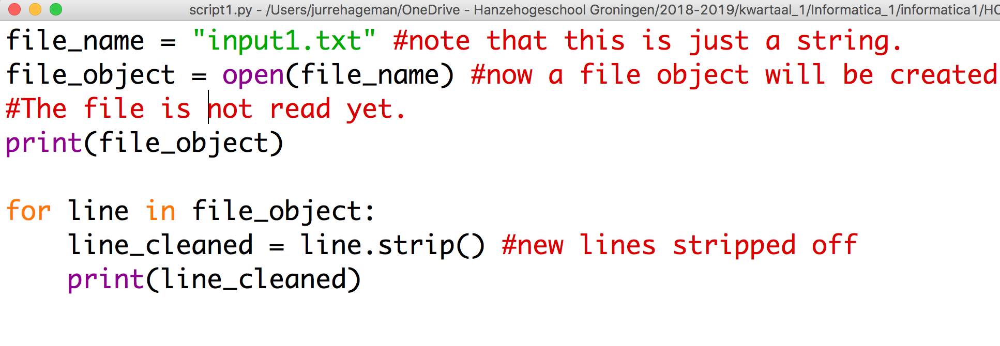 script1.py - /Users/jurrehageman/OneDrive - Hanzehogeschool Groningen/2018-2019/kwartaal_1/Informatica_1/informatica1/HC
file_name = "input1.txt" #note that this is just a string.
file_object = open(file_name) #now a file object will be created
#The file is not read yet.
print(file_object)

for line in file_object:
    line_cleaned = line.strip() #new lines stripped off
    print(line_cleaned)